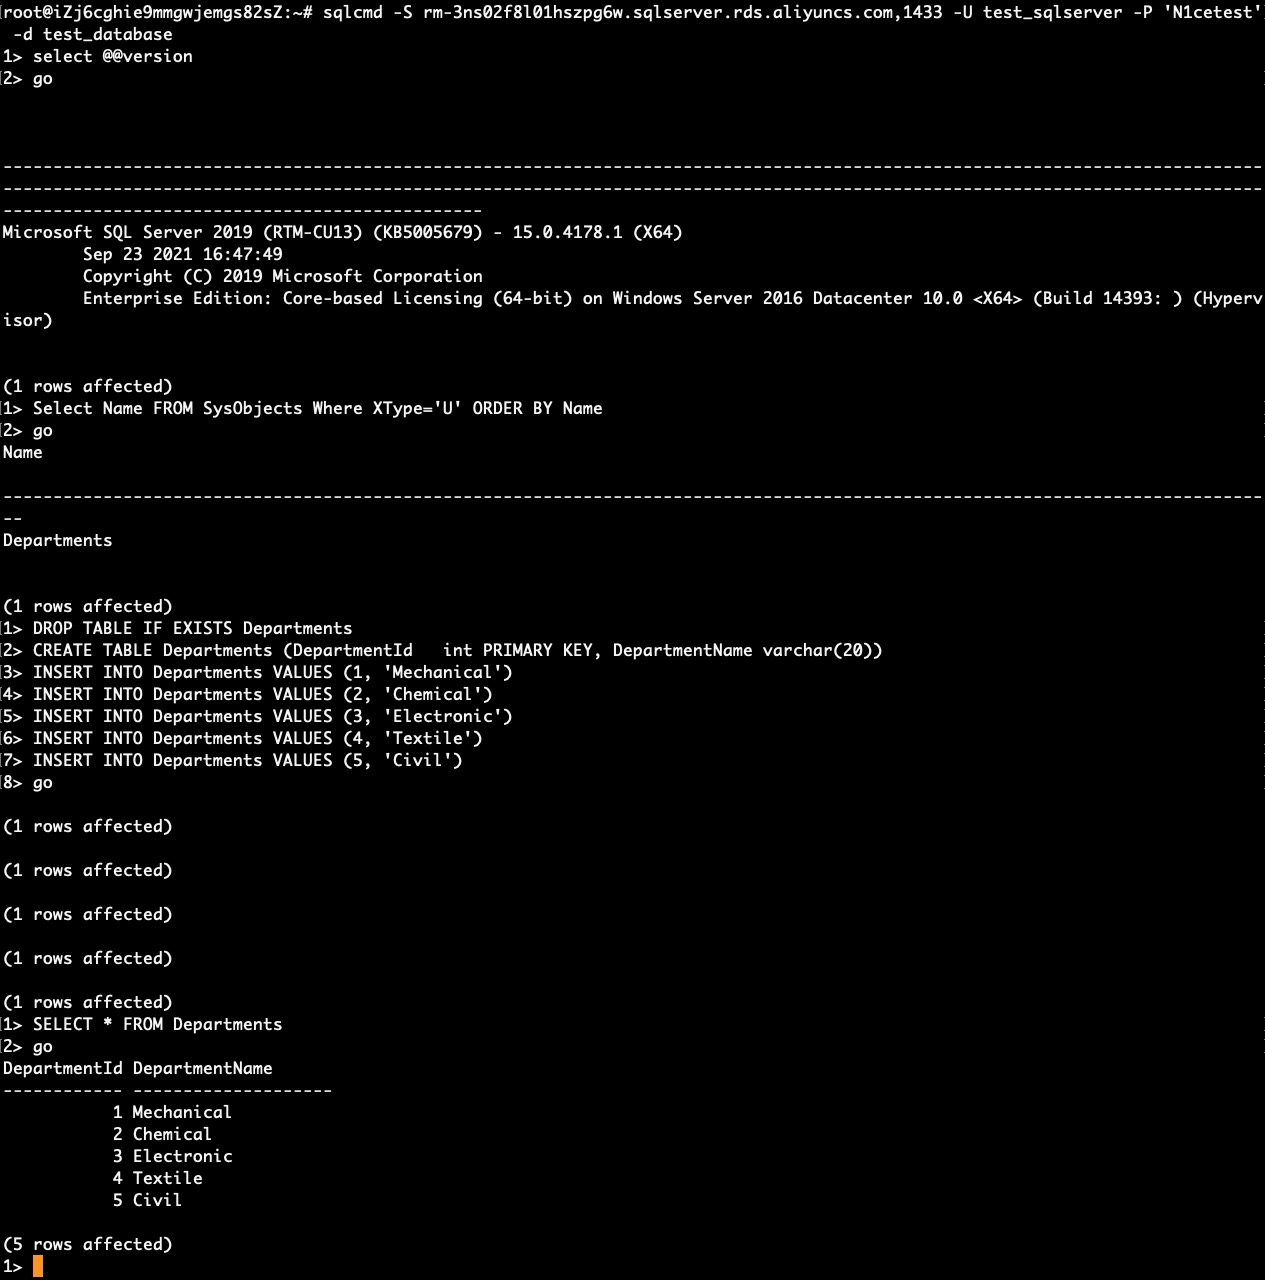 root@iZj6cghie9mmgwjemgs82sZ:~# sqlcmd -S rm-3ns02f8l01hszpg6w.sqlserver.rds.aliyuncs.com,1433 -U test_sqlserver -P 'N1cetest'
-d test_database
1> select @@version
2> go
------------------------------------------------------------------------------------------------------------------------------
------------------------------------------------------------------------------------------------------------------------------
------------------------------------------------
Microsoft SQL Server 2019 (RTM-CU13) (KB5005679) - 15.0.4178.1 (X64)
Sep 23 2021 16:47:49
Copyright (C) 2019 Microsoft Corporation
Enterprise Edition: Core-based Licensing (64-bit) on Windows Server 2016 Datacenter 10.0 <X64> (Build 14393: ) (Hyperv
isor)
(1 rows affected)
1> Select Name FROM SysObjects Where XType='U' ORDER BY Name
2> go
Name
------------------------------------------------------------------------------------------------------------------------------
--
Departments
(1 rows affected)
1> DROP TABLE IF EXISTS Departments
2> CREATE TABLE Departments (DepartmentId   int PRIMARY KEY, DepartmentName varchar(20))
3> INSERT INTO Departments VALUES (1, 'Mechanical')
4> INSERT INTO Departments VALUES (2, 'Chemical')
5> INSERT INTO Departments VALUES (3, 'Electronic')
6> INSERT INTO Departments VALUES (4, 'Textile')
7> INSERT INTO Departments VALUES (5, 'Civil')
8> go
(1 rows affected)
(1 rows affected)
(1 rows affected)
(1 rows affected)
(1 rows affected)
1> SELECT * FROM Departments
2> go
DepartmentId DepartmentName
------------ --------------------
1 Mechanical
2 Chemical
3 Electronic
4 Textile
5 Civil
(5 rows affected)
1>